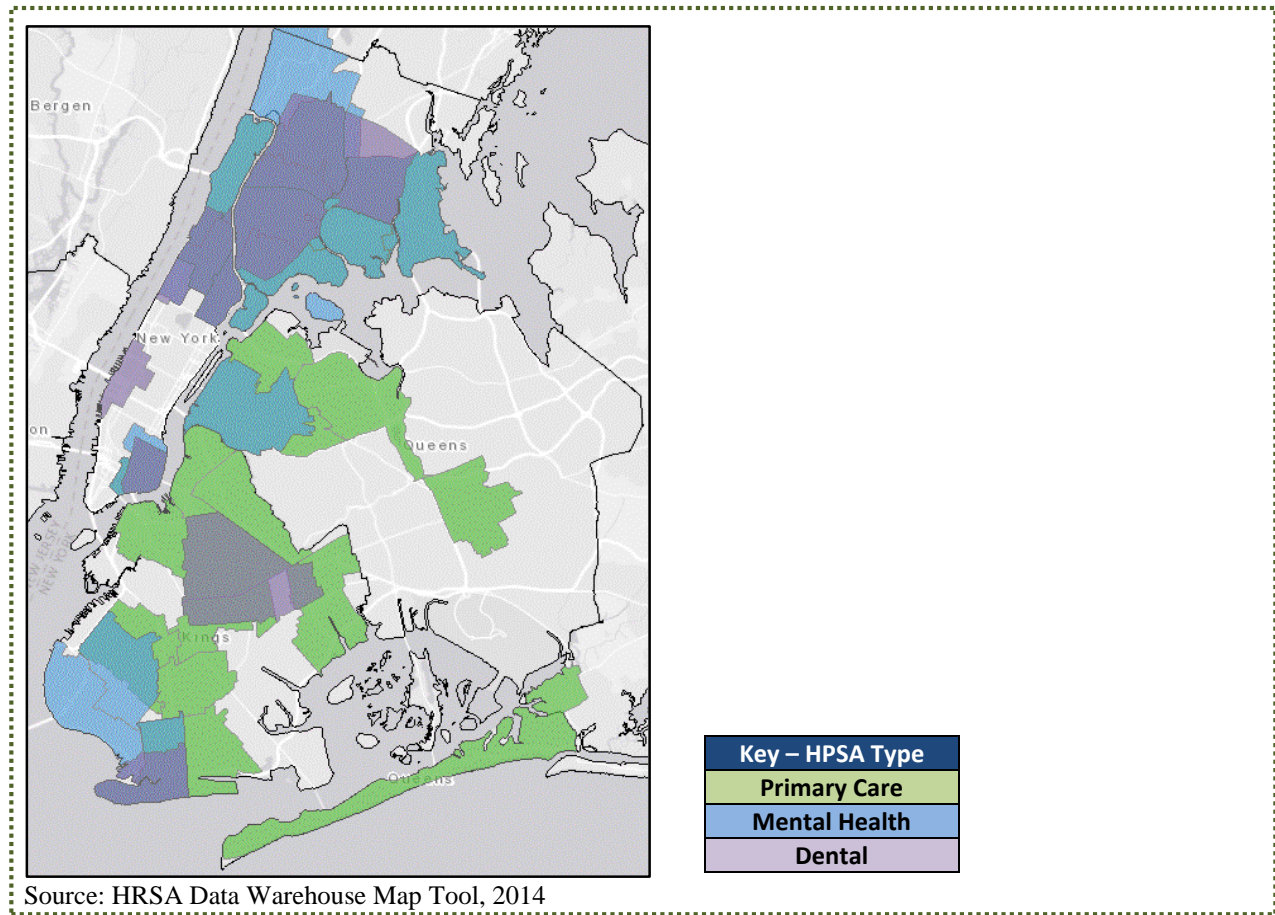 Bergen
New York
on
Queens
NEW JERSEY
NEW YORK
Kings
Queens
Key – HPSA Type
Primary Care
Mental Health
Dental
Source: HRSA Data Warehouse Map Tool, 2014